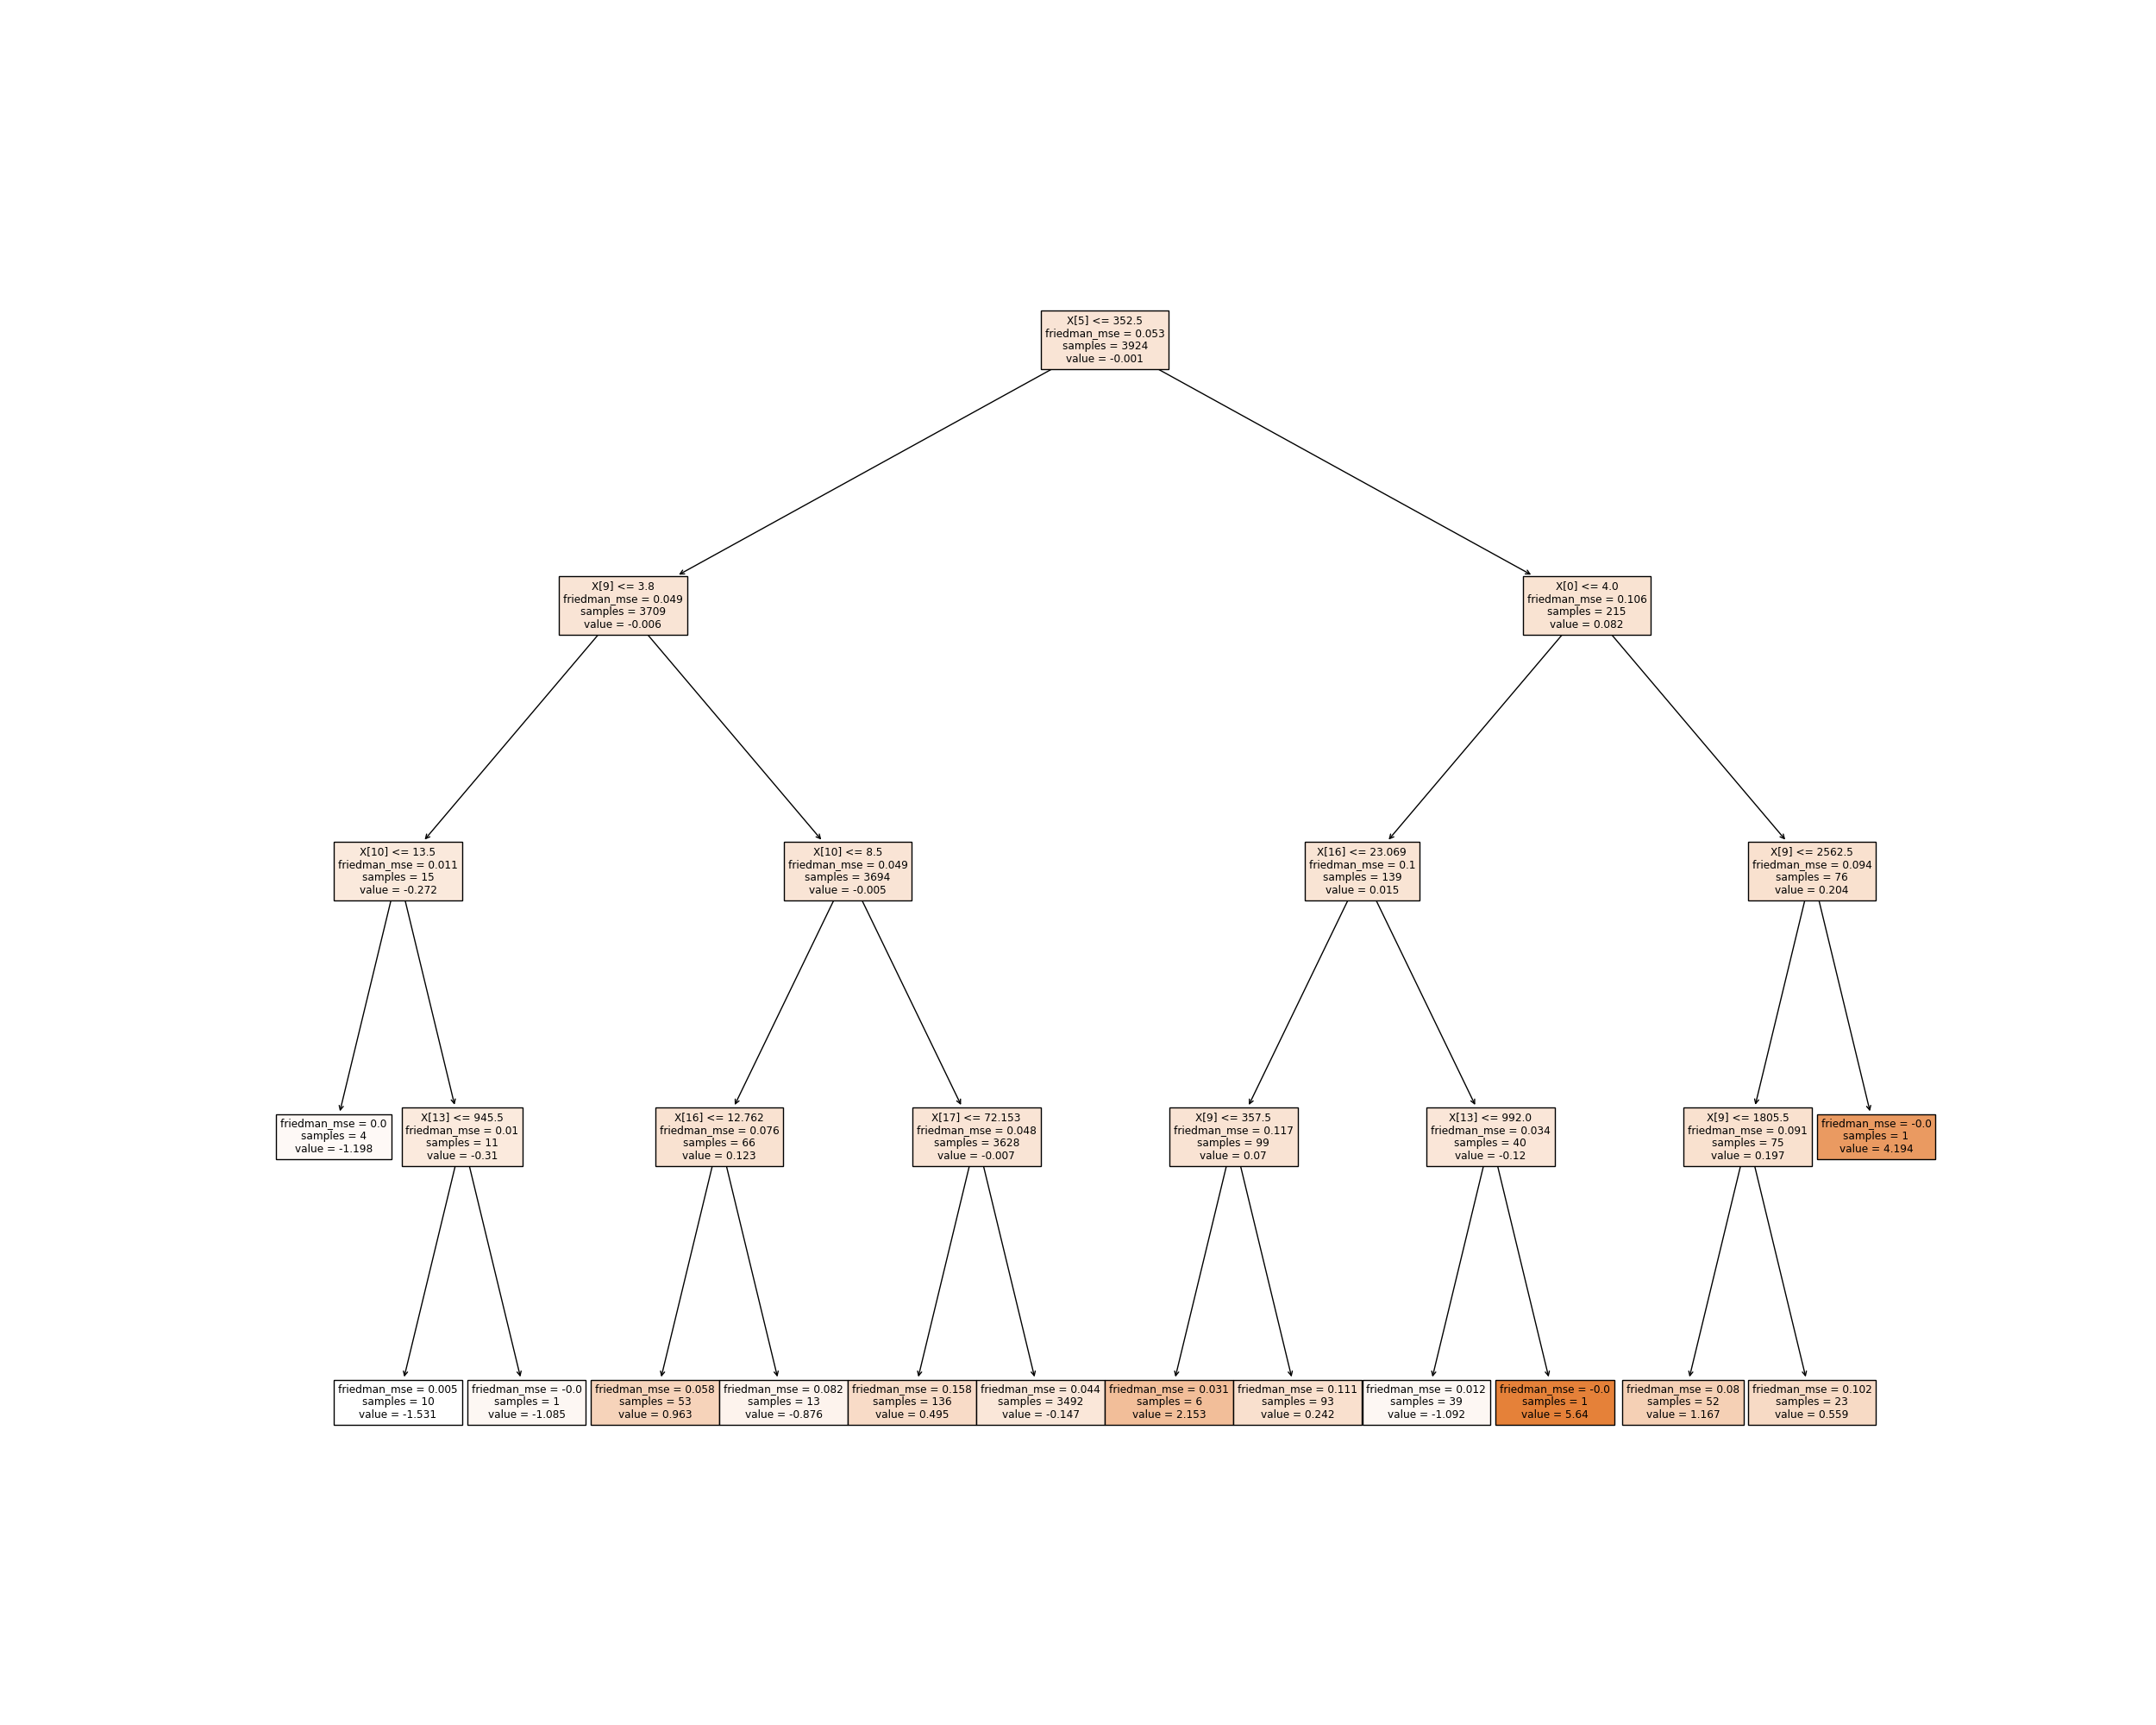 X[5] <= 352.5
friedman_mse = 0.053
samples = 3924
value = -0.001
X[9] <= 3.8
friedman_mse = 0.049
samples = 3709
value = -0.006
X[0] <= 4.0
friedman_mse = 0.106
samples = 215
value = 0.082
X[10] <= 13.5
friedman_mse = 0.011
samples = 15
value = -0.272
X[10] <= 8.5
friedman_mse = 0.049
samples = 3694
value = -0.005
X[16] <= 23.069
friedman_mse = 0.1
samples = 139
value = 0.015
X[9] <= 2562.5
friedman_mse = 0.094
samples = 76
value = 0.204
friedman_mse = 0.0
samples = 4
value = -1.198
X[13] <= 945.5
friedman_mse = 0.01
samples = 11
value = -0.31
X[16] <= 12.762
friedman_mse = 0.076
samples = 66
value = 0.123
X[17] <= 72.153
friedman_mse = 0.048
samples = 3628
value = -0.007
X[9] <= 357.5
friedman_mse = 0.117
samples = 99
value = 0.07
X[13] <= 992.0
friedman_mse = 0.034
samples = 40
value = -0.12
X[9] <= 1805.5
friedman_mse = 0.091
samples = 75
value = 0.197
friedman_mse = -0.0
samples = 1
value = 4.194
friedman_mse = 0.005
samples = 10
value = -1.531
friedman_mse = -0.0
samples = 1
value = -1.085
friedman_mse = 0.058
samples = 53
value = 0.963
friedman_mse = 0.082
samples = 13
value = -0.876
friedman_mse = 0.158
samples = 136
value = 0.495
friedman_mse = 0.044
samples = 3492
value = -0.147
friedman_mse = 0.031
samples = 6
value = 2.153
friedman_mse = 0.111
samples = 93
value = 0.242
friedman_mse = 0.012
samples = 39
value = -1.092
friedman_mse = -0.0
samples = 1
value = 5.64
friedman_mse = 0.08
samples = 52
value = 1.167
friedman_mse = 0.102
samples = 23
value = 0.559